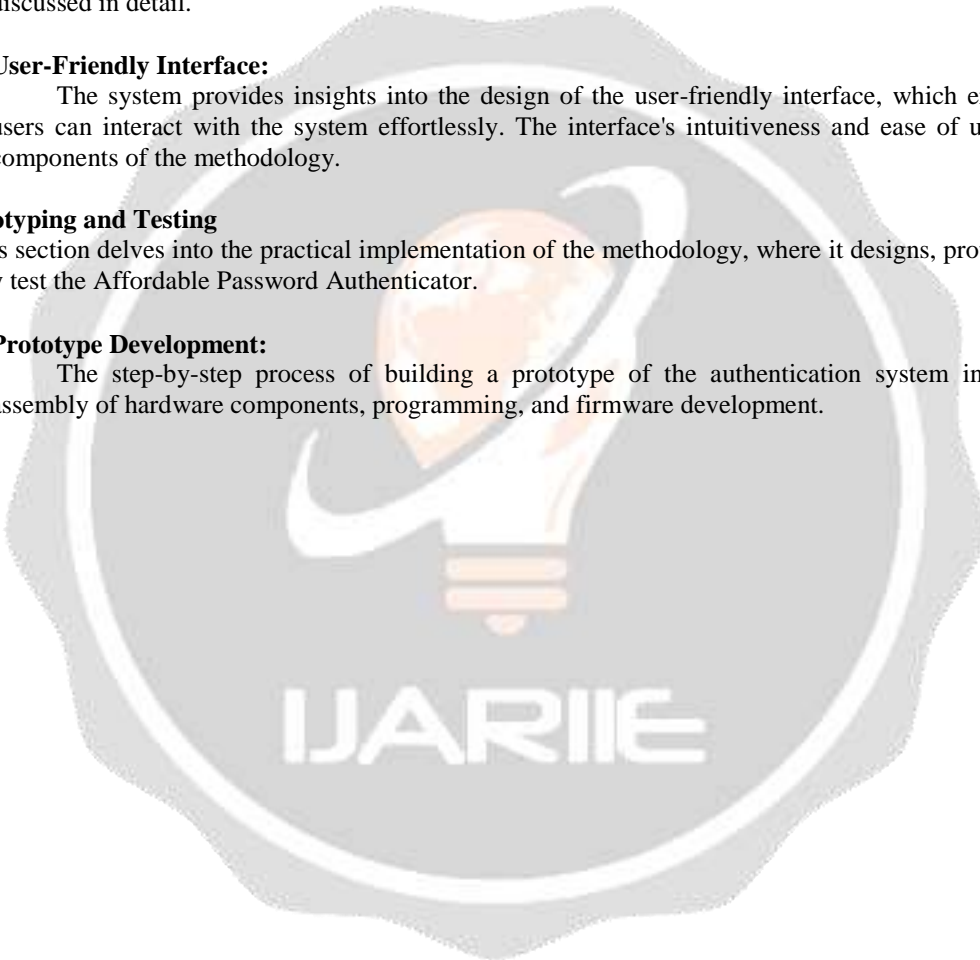 discussed in detail.
User-Friendly Interface:
The system provides insights into the design of the user-friendly interface, which
users can interact with the system effortlessly. The interface's intuitiveness and ease of
components of the methodology.
and Testing
section delves into the practical implementation of the methodology, where it designs,
test the Affordable Password Authenticator.
Prototype Development:
The step-by-step process of building a prototype of the authentication system
assembly of hardware components, programming, and firmware development.
IJARIIE